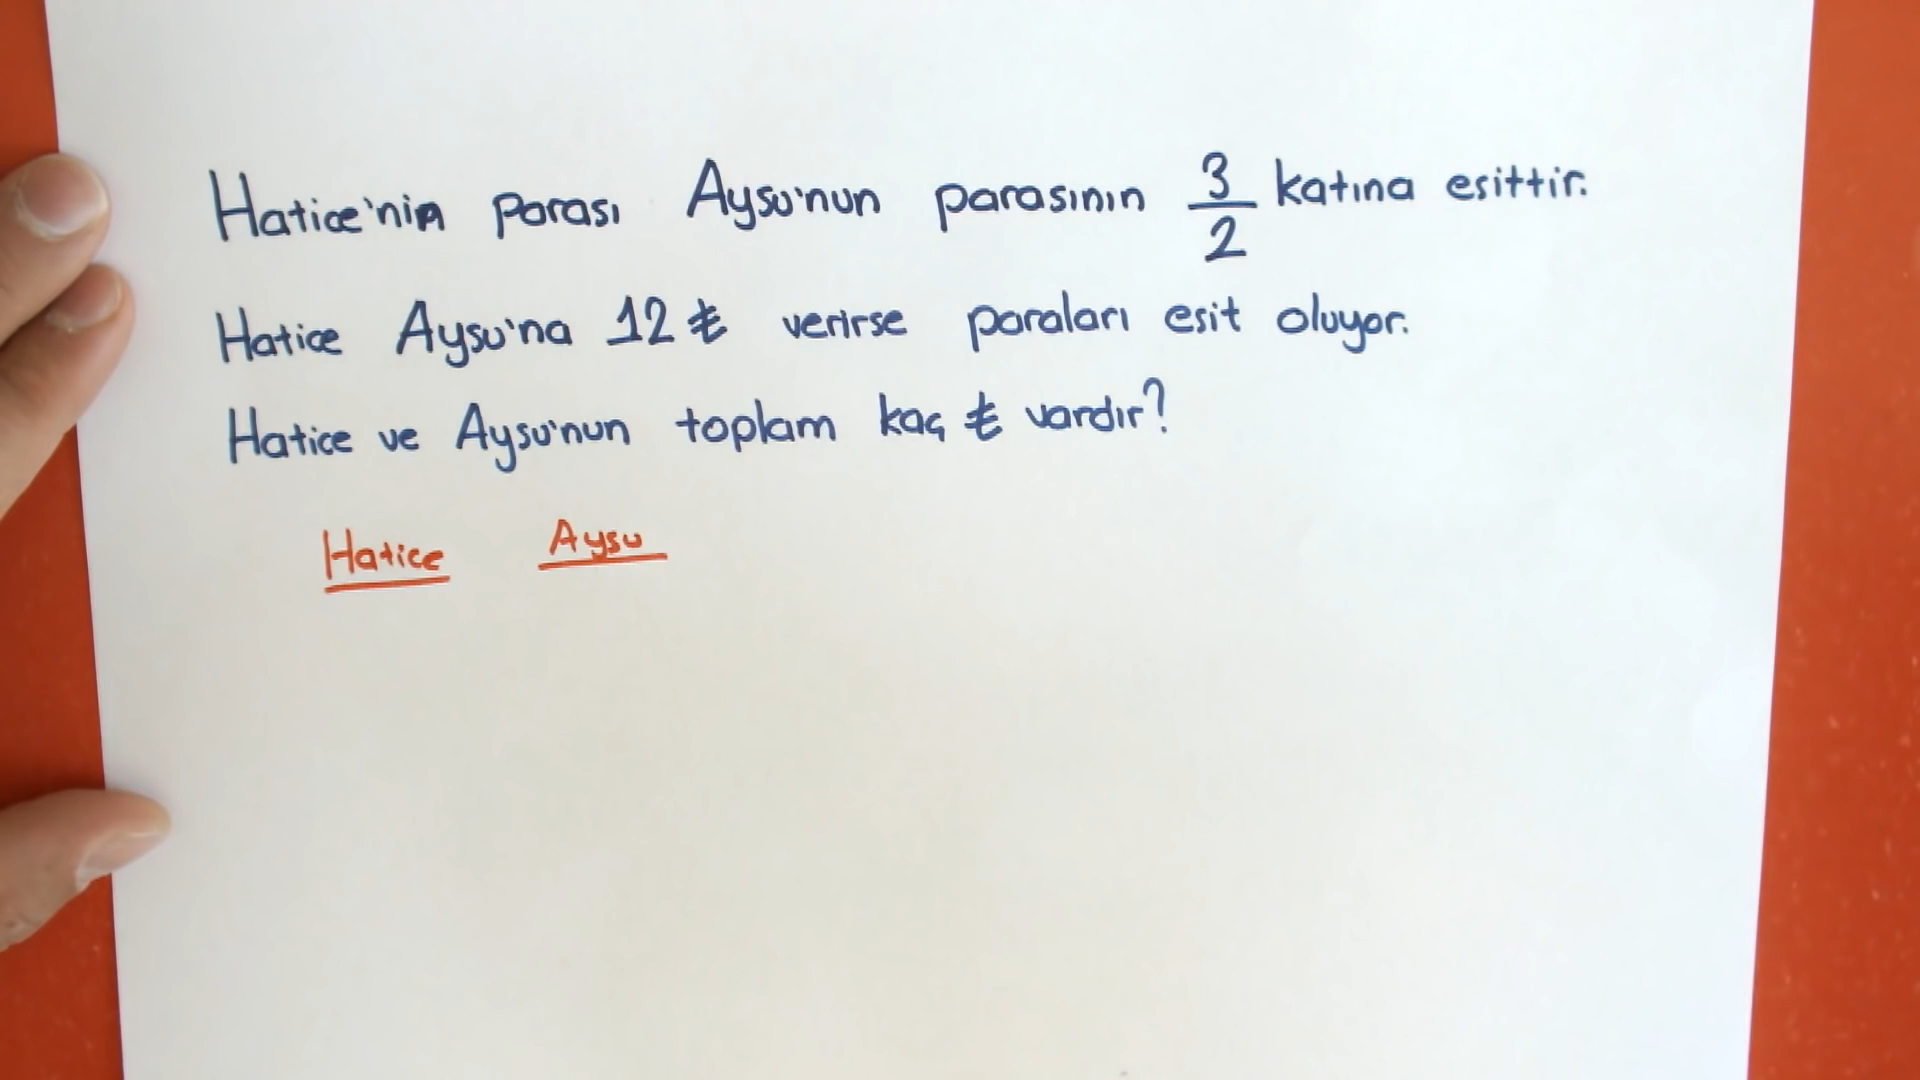 Hatice'nin parası Aysu'nun parasının 3/2 katına esittir.
Hatice Aysu'na 12 ₺ verirse paraları esit oluyor.
Hatice ve Aysu'nun toplam kaç ₺ vardır?
Hatice Aysu